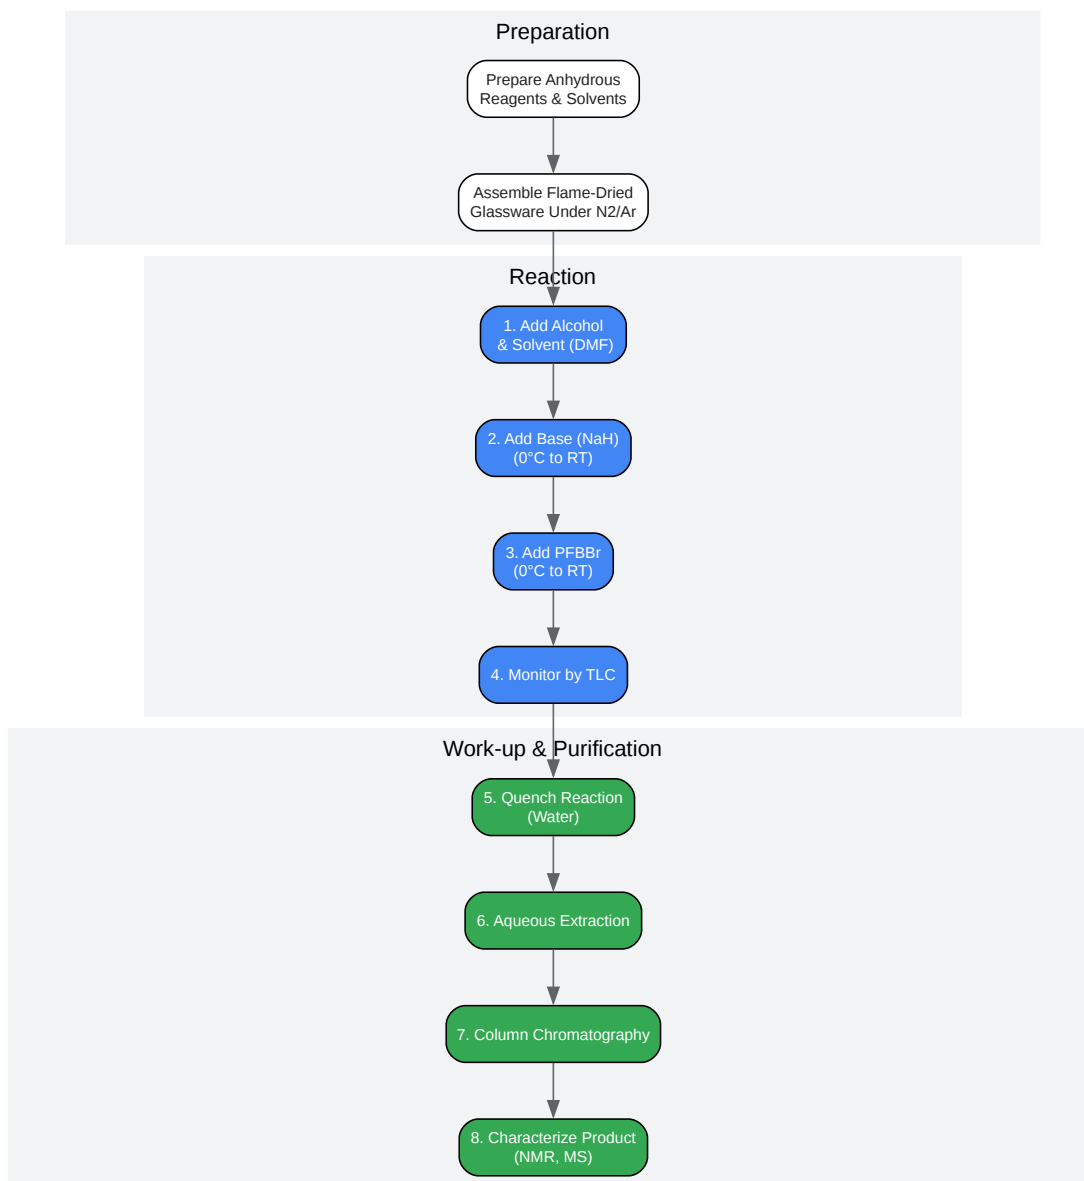 Preparation
Prepare Anhydrous
Reagents & Solvents
Assemble Flame-Dried
Glassware Under N2/Ar
Reaction
1. Add Alcohol
& Solvent (DMF)
2. Add Base (NaH)
(0°C to RT)
3. Add PFBBr
(0°C to RT)
4. Monitor by TLC
Work-up & Purification
5. Quench Reaction
(Water)
6. Aqueous Extraction
7. Column Chromatography
8. Characterize Product
(NMR, MS)